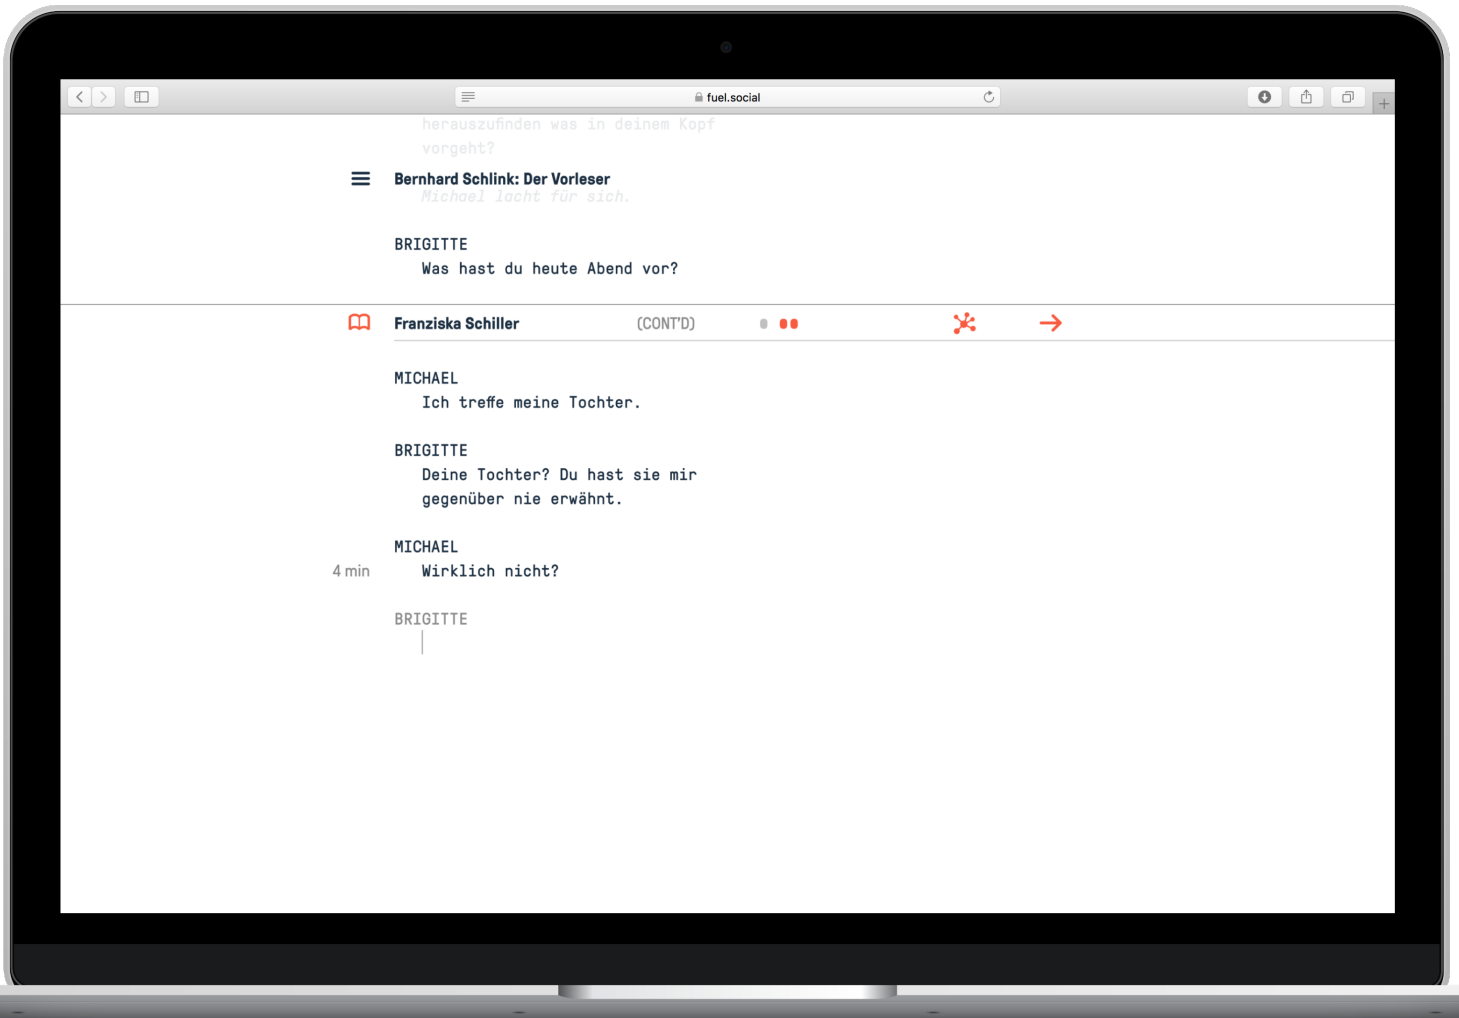 fuel.social
herauszufinden was in deinem Kopf
vorgeht?
Bernhard Schlink: Der Vorleser
Michael lacht für sich.
BRIGITTE
Was hast du heute Abend vor?
Franziska Schiller (CONT'D)
MICHAEL
Ich treffe meine Tochter.
BRIGITTE
Deine Tochter? Du hast sie mir
gegenüber nie erwähnt.
MICHAEL
4 min Wirklich nicht?
BRIGITTE